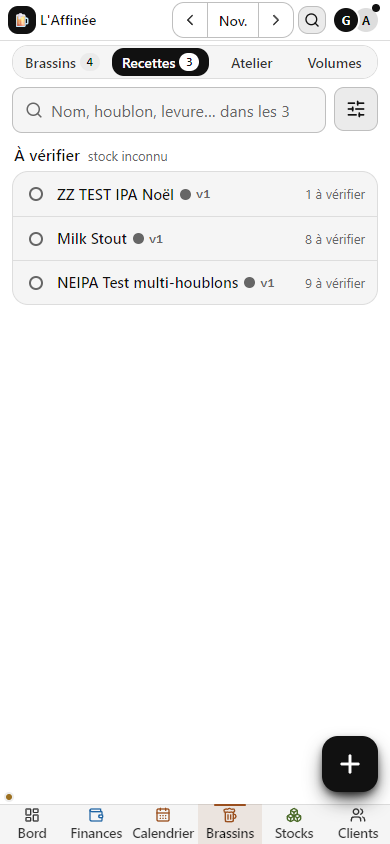 L'Affinée
Nov.
G
A
Brassins 4
Recettes 3
Atelier
Volumes
Nom, houblon, levure... dans les 3
À vérifier stock inconnu
ZZ TEST IPA Noël v1 1 à vérifier
Milk Stout v1 8 à vérifier
NEIPA Test multi-houblons v1 9 à vérifier
Bord
Finances
Calendrier
Brassins
Stocks
Clients